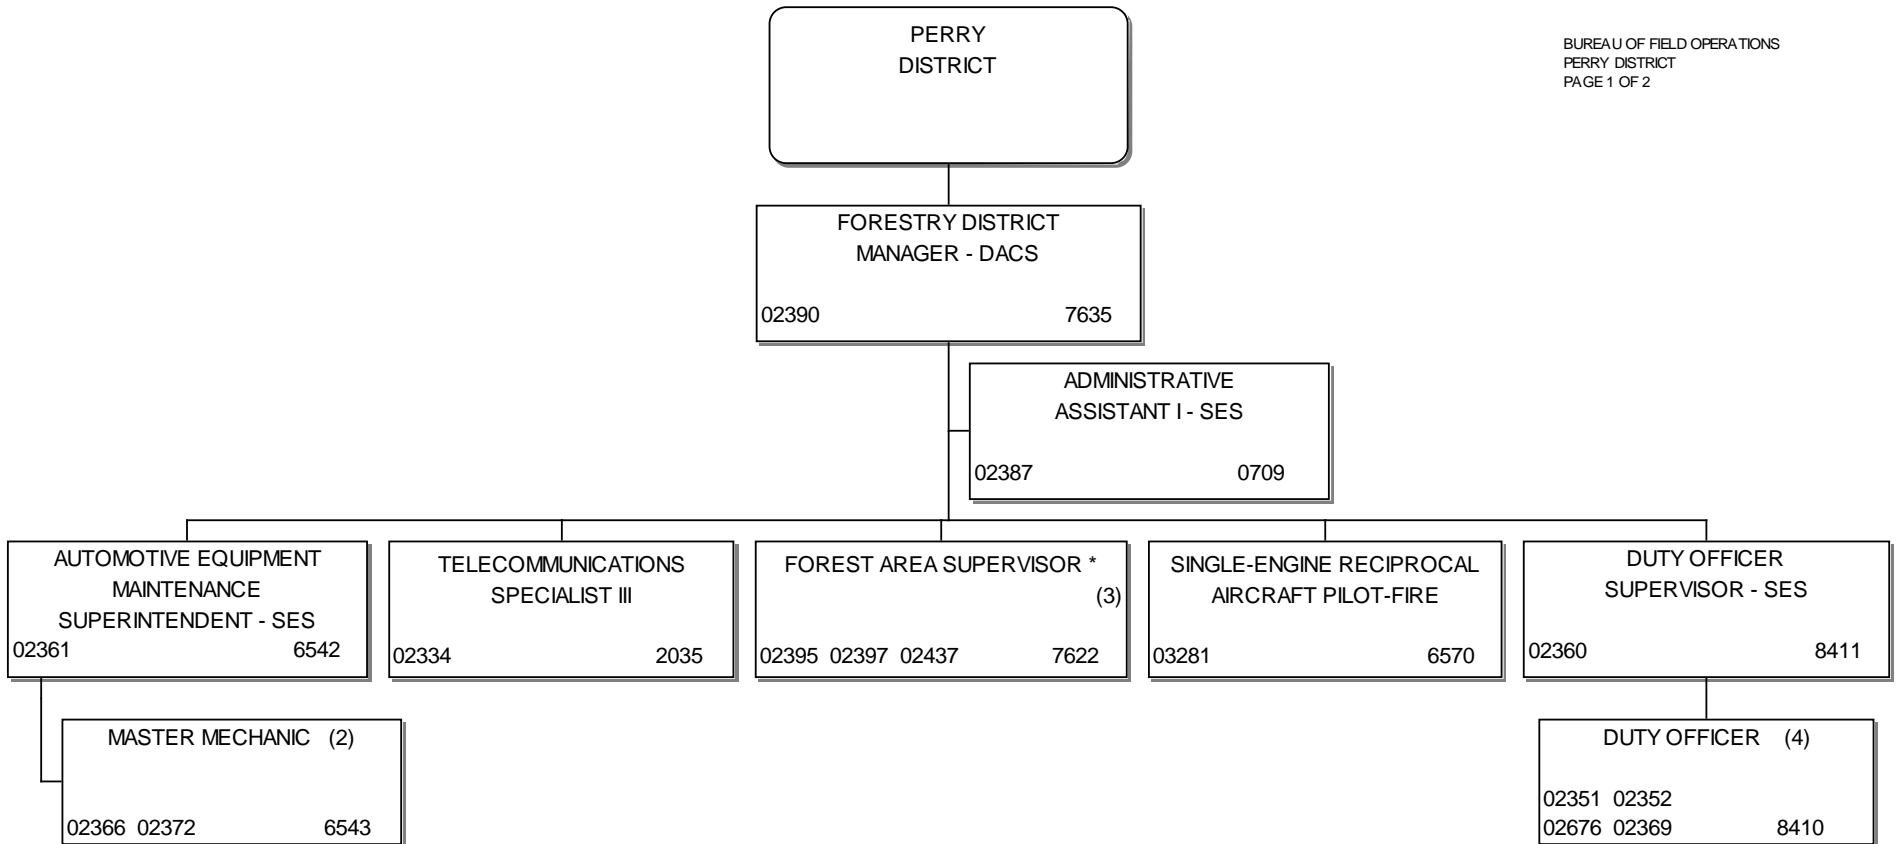 PERRY
DISTRICT
BUREAU OF FIELD OPERATIONS
PERRY DISTRICT
PAGE 1 OF 2
FORESTRY DISTRICT
MANAGER - DACS
02390 7635
ADMINISTRATIVE
ASSISTANT I - SES
02387 0709
AUTOMOTIVE EQUIPMENT
MAINTENANCE
SUPERINTENDENT - SES
02361 6542
TELECOMMUNICATIONS
SPECIALIST III
02334 2035
FOREST AREA SUPERVISOR *
(3)
02395 02397 02437 7622
SINGLE-ENGINE RECIPROCAL
AIRCRAFT PILOT-FIRE
03281 6570
DUTY OFFICER
SUPERVISOR - SES
02360 8411
MASTER MECHANIC (2)
02366 02372 6543
DUTY OFFICER (4)
02351 02352
02676 02369 8410